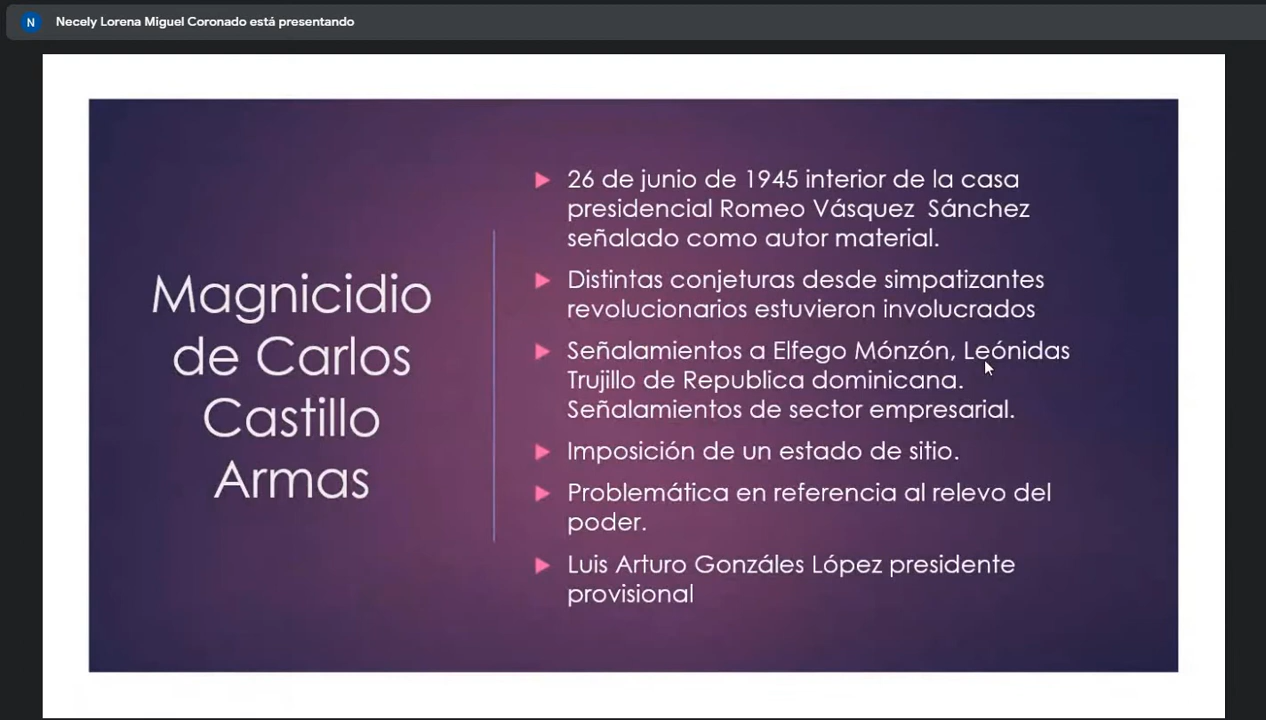 N Necely Lorena Miguel Coronado está presentando
Magnicidio
de Carlos
Castillo
Armas
26 de junio de 1945 interior de la casa
presidencial Romeo Vásquez Sánchez
señalado como autor material.
Distintas conjeturas desde simpatizantes
revolucionarios estuvieron involucrados
Señalamientos a Elfego Mónzón, Leónidas
Trujillo de Republica dominicana.
Señalamientos de sector empresarial.
Imposición de un estado de sitio.
Problemática en referencia al relevo del
poder.
Luis Arturo Gonzáles López presidente
provisional